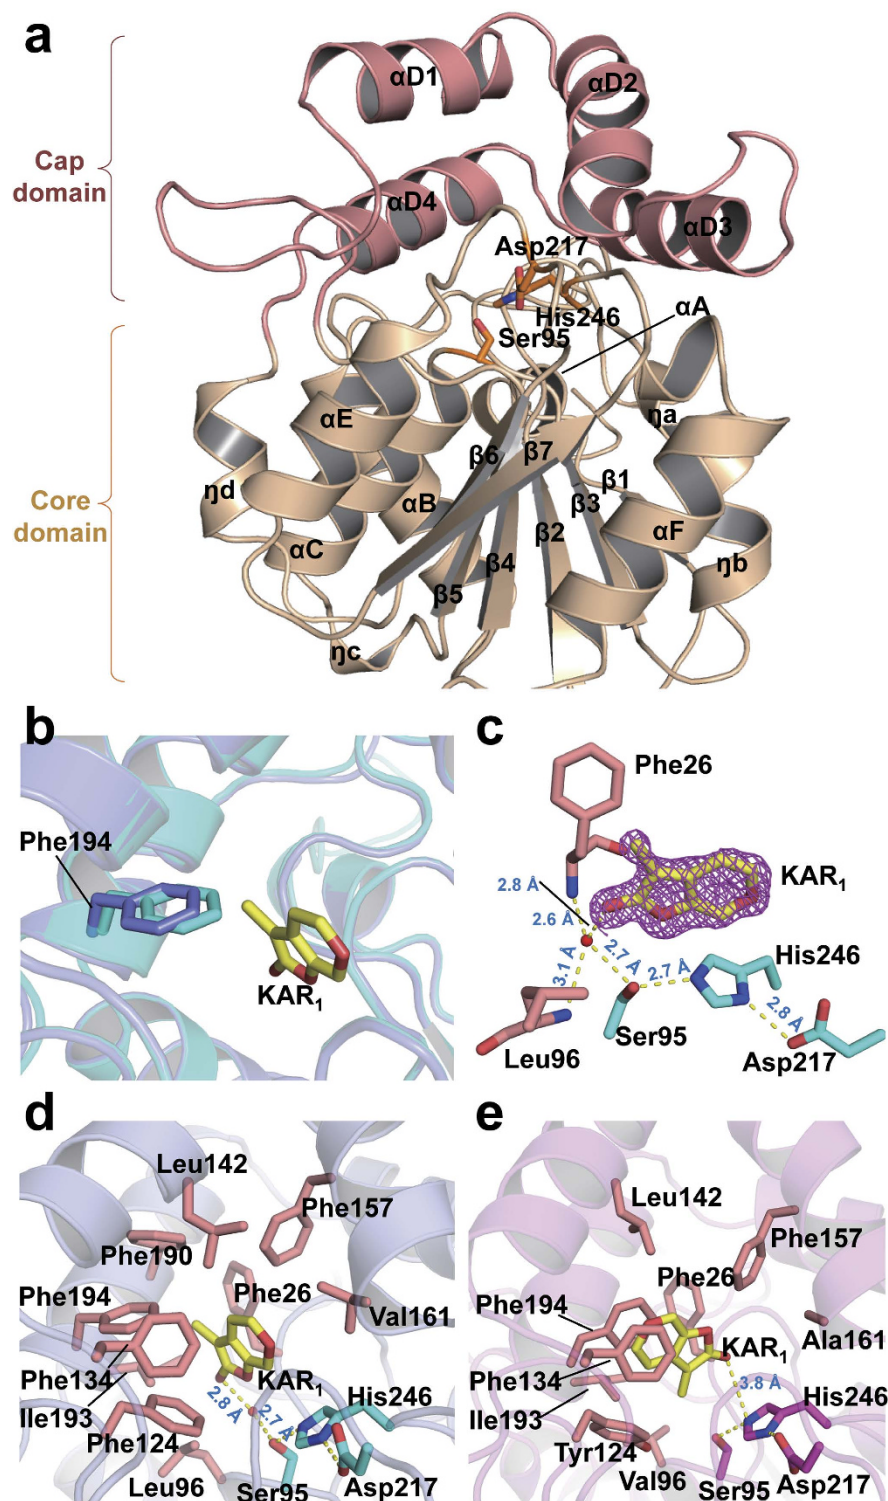 a
αD1
αD2
Cap
domain
αD4
αD3
Asp217
His246
αA
Ser95
αE
ŋa
β6
β7
ŋd
β1
Core
domain
αB
β3
αF
αC
β2
β4
ŋb
β5
ŋc
b
Phe194
KAR₁
c
Phe26
KAR₁
2.8 Å
2.6 Å
3.1 Å
2.7 Å
2.7 Å
His246
2.8 Å
Leu96
Ser95
Asp217
d
Leu142
Phe157
Phe190
Phe26
Phe194
Val161
Phe134
KAR₁
Ile193
2.8 Å
2.7 Å
His246
Phe124
Leu96
Ser95
Asp217
e
Leu142
Phe157
Phe26
Phe194
KAR₁
Ala161
Phe134
3.8 Å
Ile193
His246
Tyr124
Val96
Ser95
Asp217